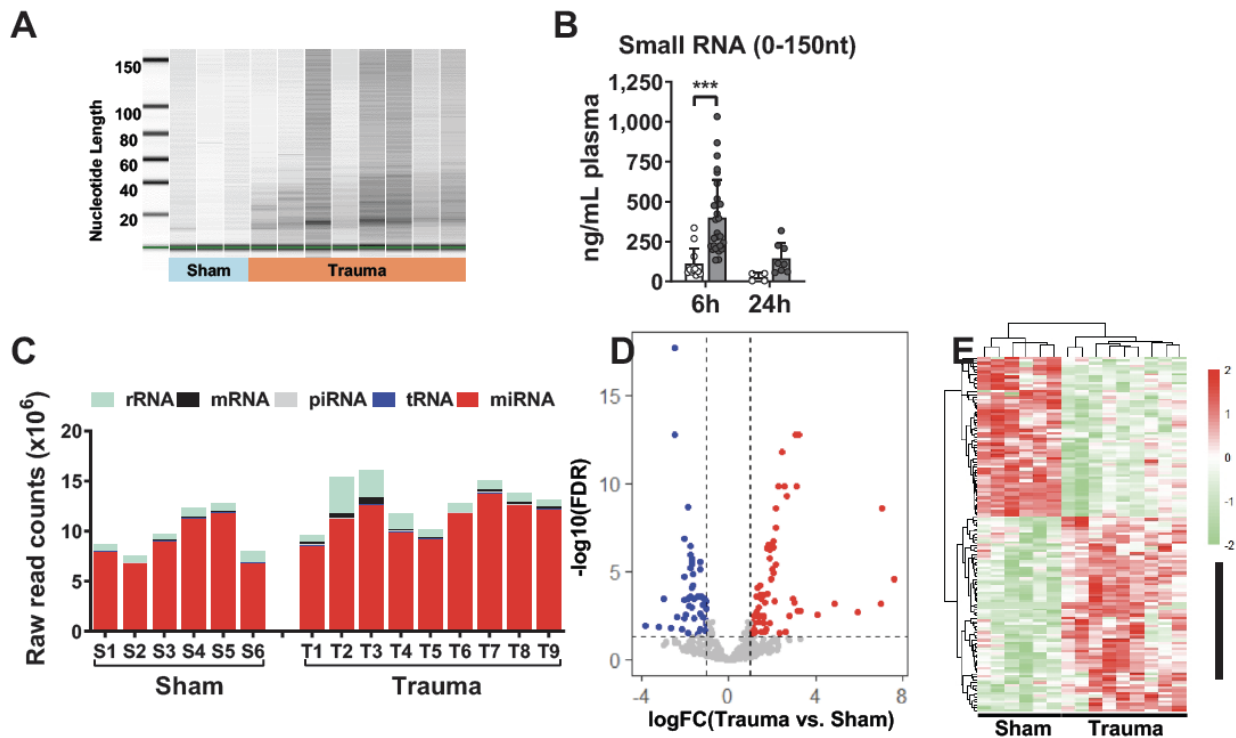 A
Nucleotide Length
150
100
80
60
40
20
Sham Trauma
B
Small RNA (0-150nt)
ng/mL plasma
1,250
1,000
750
500
250
0
***
6h 24h
C
rRNA mRNA piRNA tRNA miRNA
Raw read counts (x10⁶)
20
15
10
5
0
S1 S2 S3 S4 S5 S6 T1 T2 T3 T4 T5 T6 T7 T8 T9
Sham Trauma
D
-log10(FDR)
15
10
5
0
-4 0 4 8
logFC(Trauma vs. Sham)
E
2
1
0
-1
-2
Sham Trauma